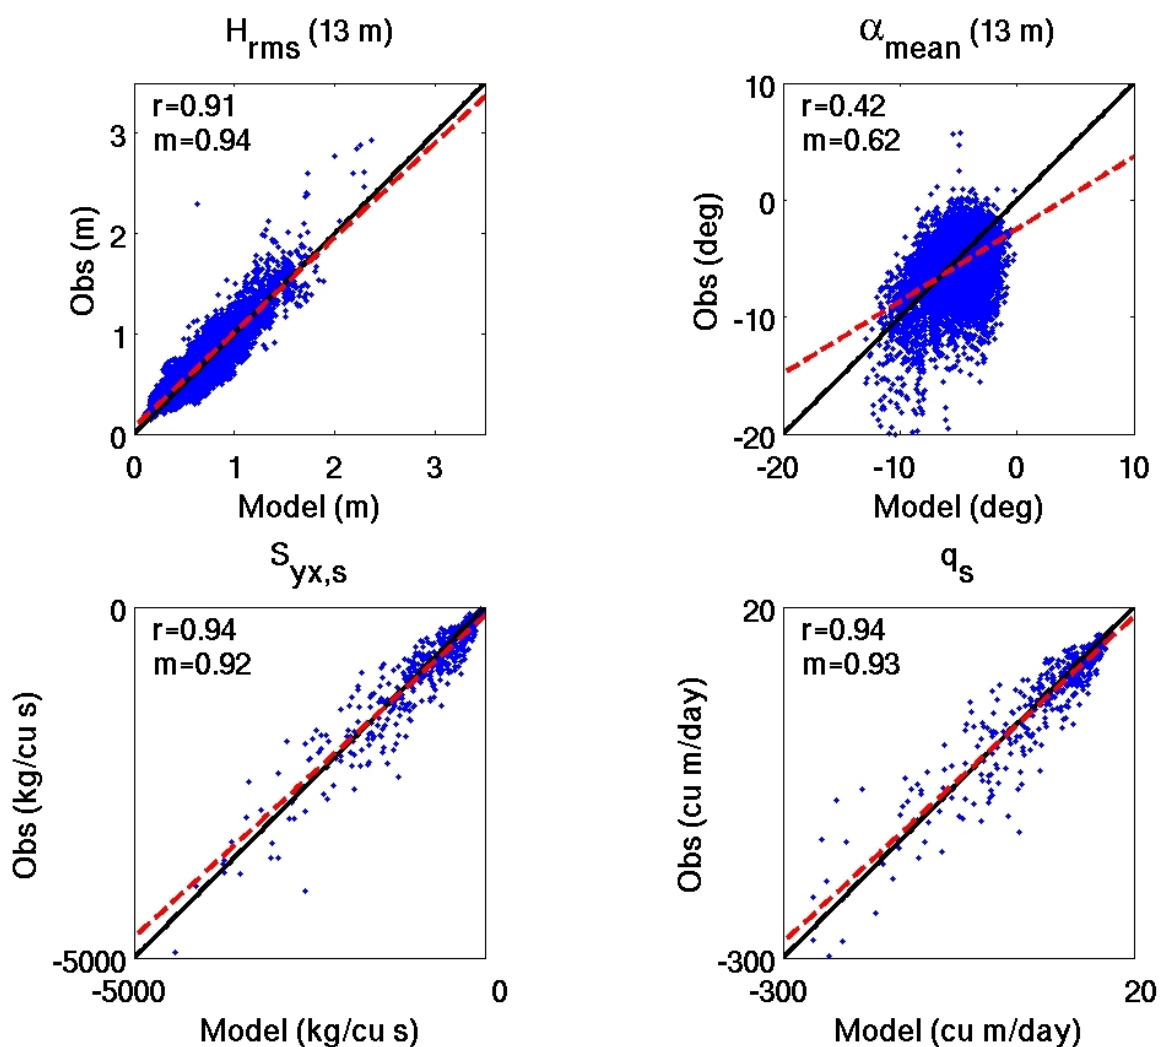 H_rms (13 m)
r=0.91
m=0.94
3
2
1
0
Obs (m)
0 1 2 3
Model (m)
α_mean (13 m)
r=0.42
m=0.62
10
0
-10
-20
Obs (deg)
-20 -10 0 10
Model (deg)
S_yx,s
r=0.94
m=0.92
0
-5000
Obs (kg/cu s)
-5000 0
Model (kg/cu s)
q_s
r=0.94
m=0.93
20
-300
Obs (cu m/day)
-300 20
Model (cu m/day)